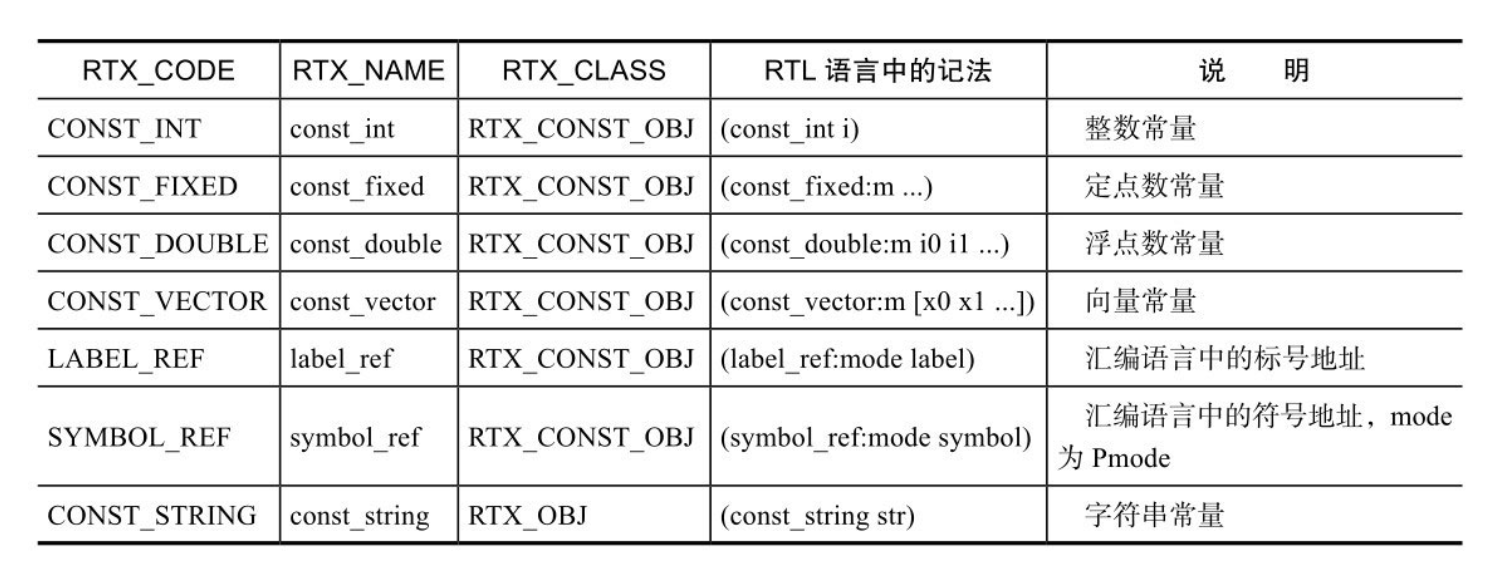 RTX_CODE RTX_NAME RTX_CLASS RTL 语言中的记法 说 明
CONST_INT const_int RTX_CONST_OBJ (const_int i) 整数常量
CONST_FIXED const_fixed RTX_CONST_OBJ (const_fixed:m ...) 定点数常量
CONST_DOUBLE const_double RTX_CONST_OBJ (const_double:m i0 i1 ...) 浮点数常量
CONST_VECTOR const_vector RTX_CONST_OBJ (const_vector:m [x0 x1 ...]) 向量常量
LABEL_REF label_ref RTX_CONST_OBJ (label_ref:mode label) 汇编语言中的标号地址
SYMBOL_REF symbol_ref RTX_CONST_OBJ (symbol_ref:mode symbol) 汇编语言中的符号地址，mode
为 Pmode
CONST_STRING const_string RTX_OBJ (const_string str) 字符串常量